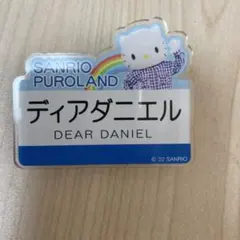 SANRIO
PUROLAND
ディアダニエル
DEAR DANIEL
© '22 SANRIO